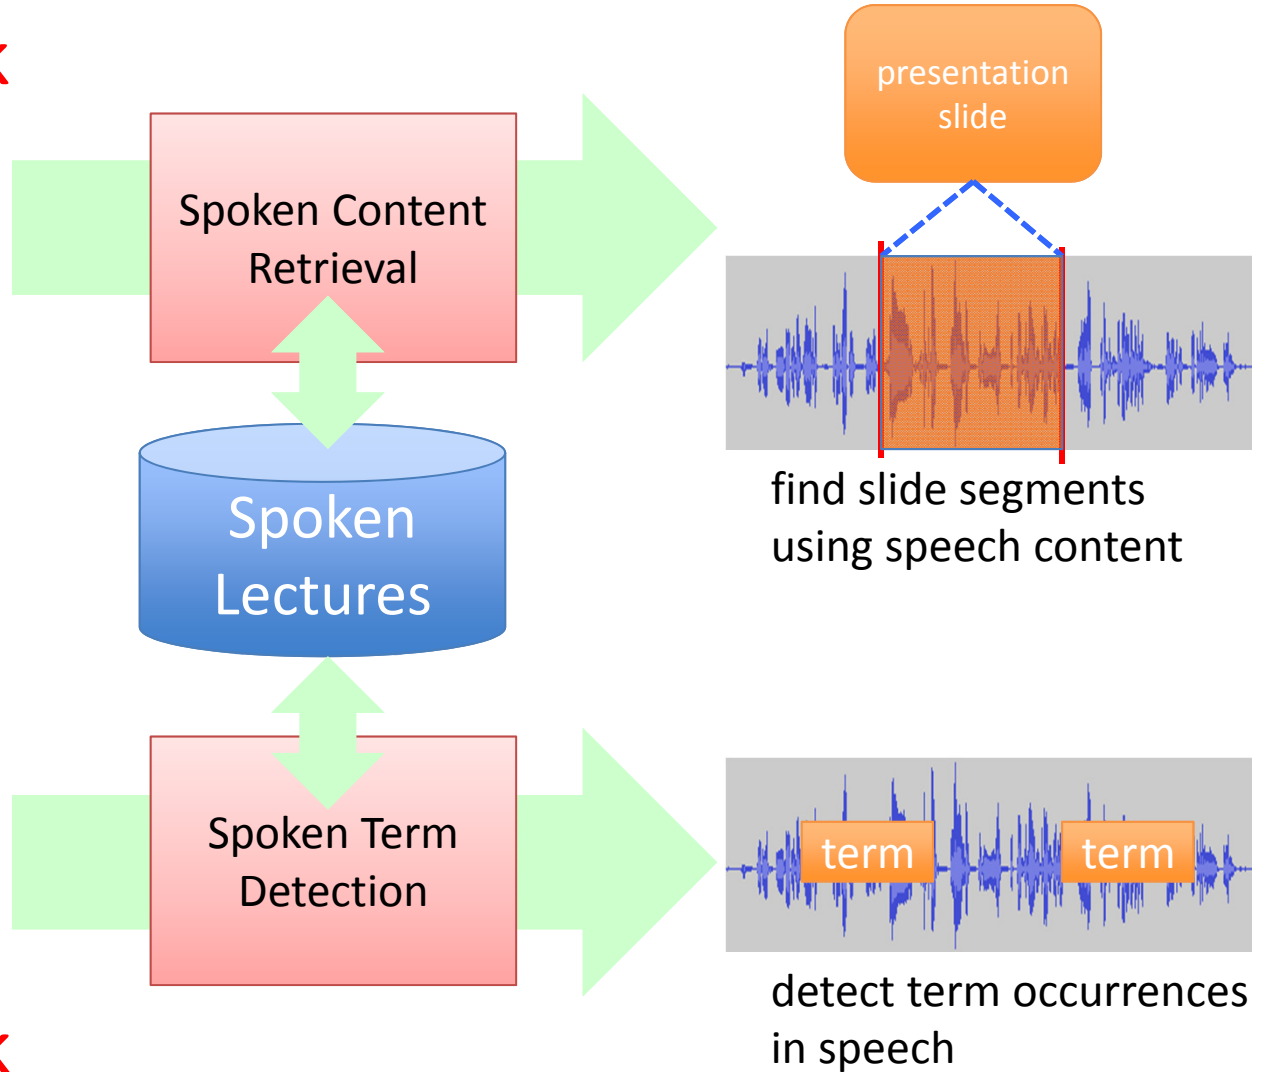 presentation
slide
Spoken Content
Retrieval
find slide segments
using speech content
Spoken
Lectures
Spoken Term
Detection
term
term
detect term occurrences
in speech